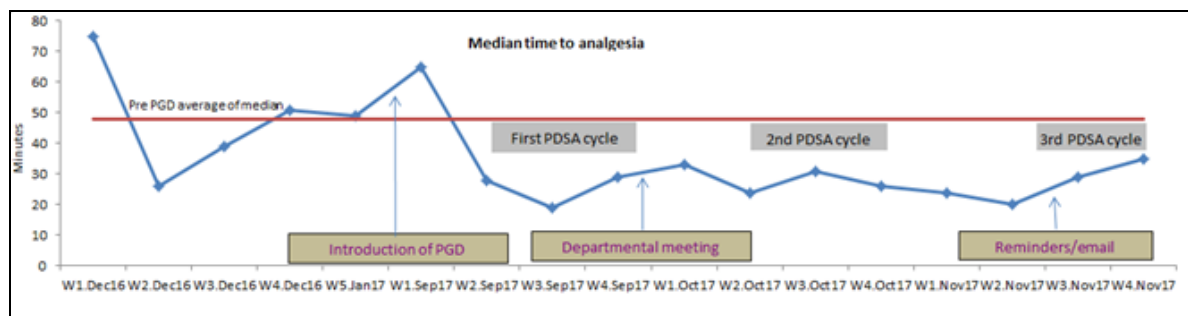 Median time to analgesia
80
70
60
50
40
30
20
10
0
Minutes
Pre PGD average of median
First PDSA cycle
2nd PDSA cycle
3rd PDSA cycle
Introduction of PGD
Departmental meeting
Reminders/email
W1.Dec16 W2.Dec16 W3.Dec16 W4.Dec16 W5.Jan17 W1.Sep17 W2.Sep17 W3.Sep17 W4.Sep17 W1.Oct17 W2.Oct17 W3.Oct17 W4.Oct17 W1.Nov17 W2.Nov17 W3.Nov17 W4.Nov17